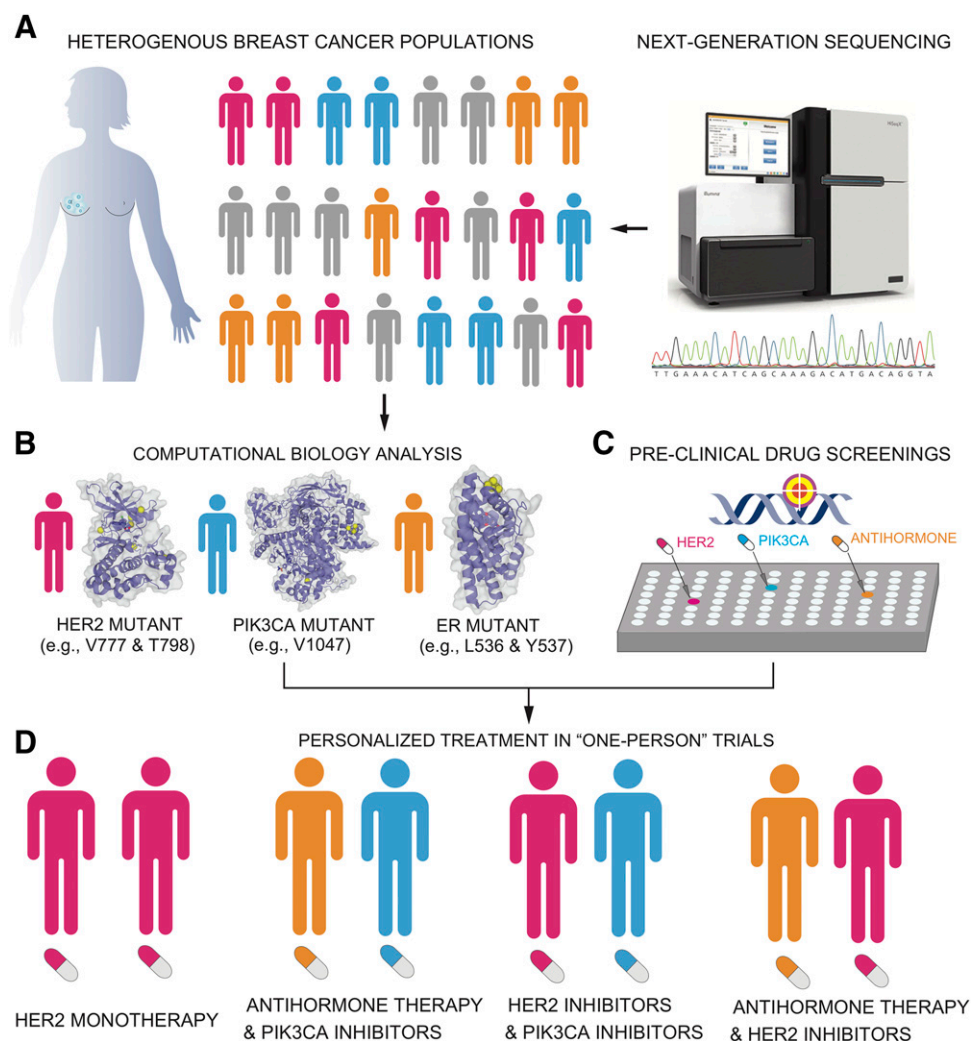 A
HETEROGENOUS BREAST CANCER POPULATIONS
NEXT-GENERATION SEQUENCING
HiSeqX
illumina
TTGAAACATCAGCAAAGACATGACAGGTA
B
COMPUTATIONAL BIOLOGY ANALYSIS
HER2 MUTANT
(e.g., V777 & T798)
PIK3CA MUTANT
(e.g., V1047)
ER MUTANT
(e.g., L536 & Y537)
C
PRE-CLINICAL DRUG SCREENINGS
HER2
PIK3CA
ANTIHORMONE
D
PERSONALIZED TREATMENT IN “ONE-PERSON” TRIALS
HER2 MONOTHERAPY
ANTIHORMONE THERAPY
& PIK3CA INHIBITORS
HER2 INHIBITORS
& PIK3CA INHIBITORS
ANTIHORMONE THERAPY
& HER2 INHIBITORS